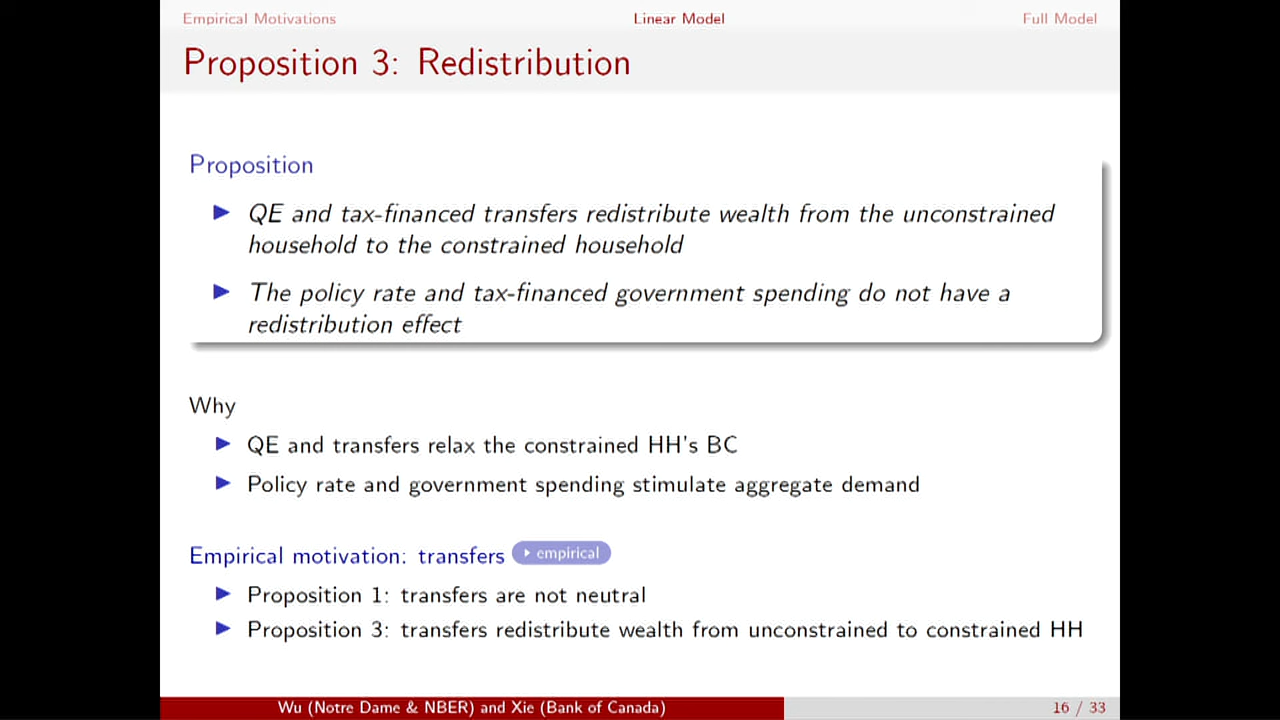 Empirical Motivations Linear Model Full Model
Proposition 3: Redistribution
Proposition
QE and tax-financed transfers redistribute wealth from the unconstrained
household to the constrained household
The policy rate and tax-financed government spending do not have a
redistribution effect
Why
QE and transfers relax the constrained HH's BC
Policy rate and government spending stimulate aggregate demand
Empirical motivation: transfers empirical
Proposition 1: transfers are not neutral
Proposition 3: transfers redistribute wealth from unconstrained to constrained HH
Wu (Notre Dame & NBER) and Xie (Bank of Canada) 16 / 33